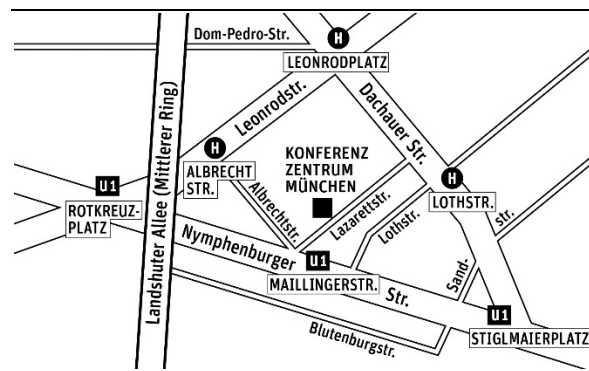 Dom-Pedro-Str.
H
LEONRODPLATZ
Leonrodstr.
Dachauer Str.
Landshuter Allee (Mittlerer Ring)
H
ALBRECHT
STR.
KONFERENZ
ZENTRUM
MÜNCHEN
H
LOTHSTR.
U1
ROTKREUZ-
PLATZ
Albrechtstr.
Lazarettstr.
Lothstr.
Sand-
str.
Nymphenburger
Str.
U1
MAILLINGERSTR.
U1
STIGLMAIERPLATZ
Blutenburgstr.